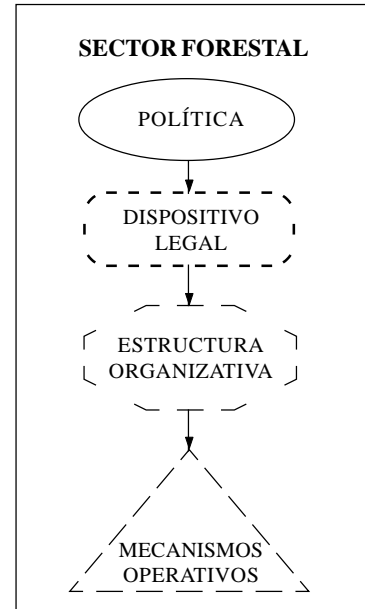 SECTOR FORESTAL
POLÍTICA
DISPOSITIVO
LEGAL
ESTRUCTURA
ORGANIZATIVA
MECANISMOS
OPERATIVOS